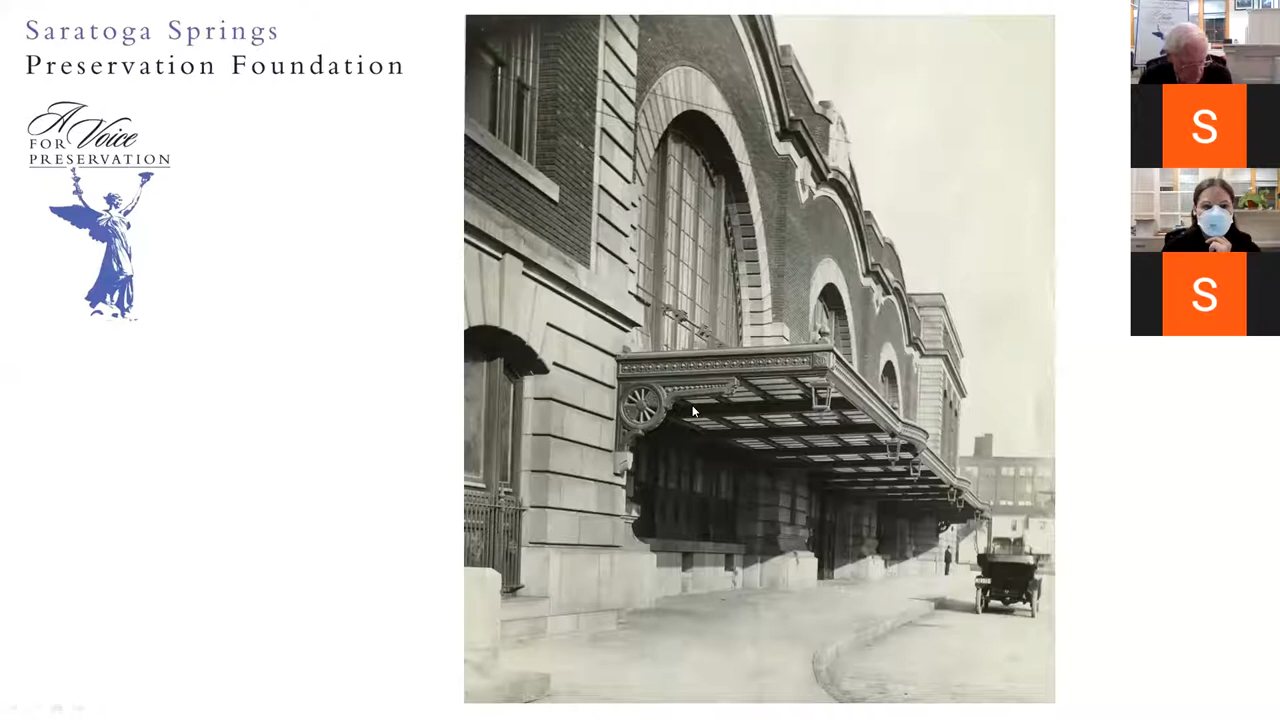 Saratoga Springs
Preservation Foundation
A Voice
FOR
PRESERVATION
S
S